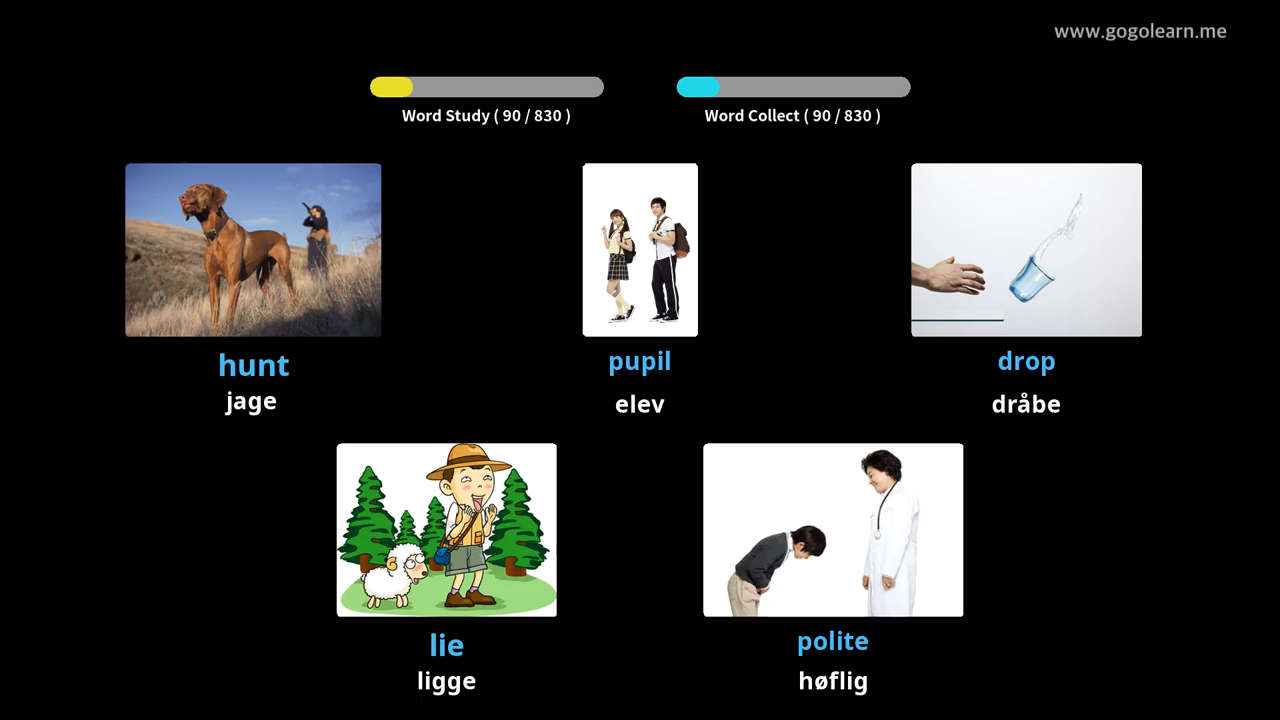 www.gogolearn.me
Word Study ( 90 / 830 )
Word Collect ( 90 / 830 )
hunt
jage
pupil
elev
drop
dråbe
lie
ligge
polite
høflig